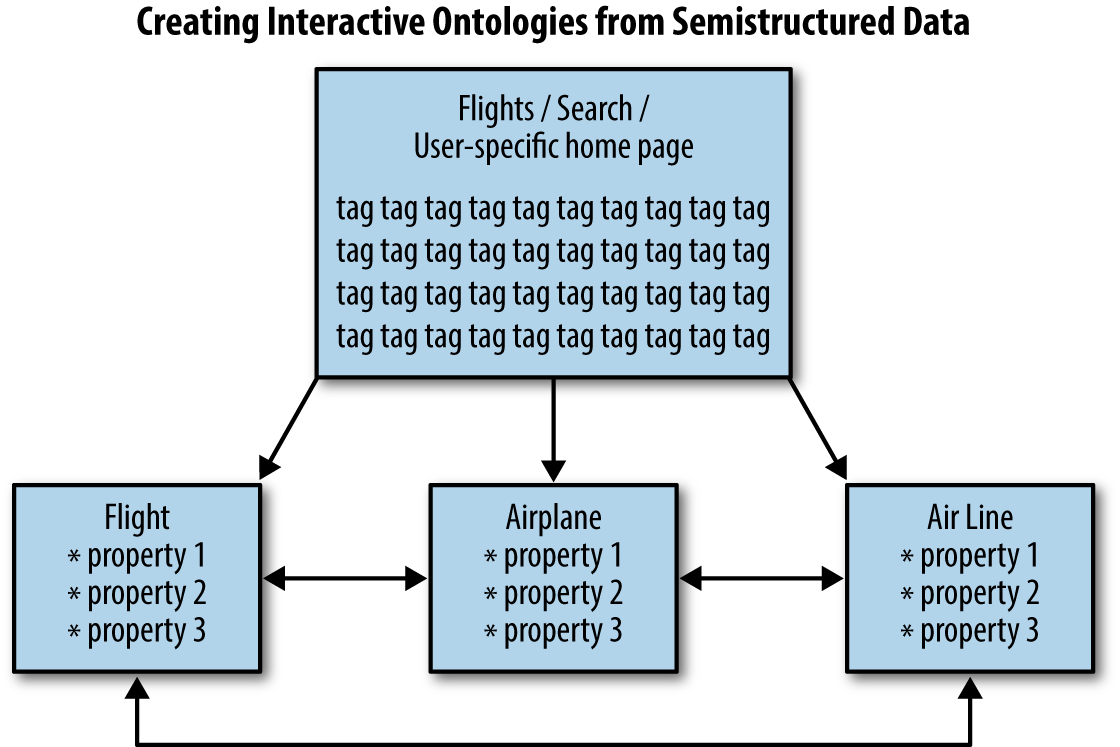 Creating Interactive Ontologies from Semistructured Data
Flights / Search /
User-specific home page
tag tag tag tag tag tag tag tag tag tag
tag tag tag tag tag tag tag tag tag tag
tag tag tag tag tag tag tag tag tag tag
tag tag tag tag tag tag tag tag tag tag
Flight
* property 1
* property 2
* property 3
Airplane
* property 1
* property 2
* property 3
Air Line
* property 1
* property 2
* property 3